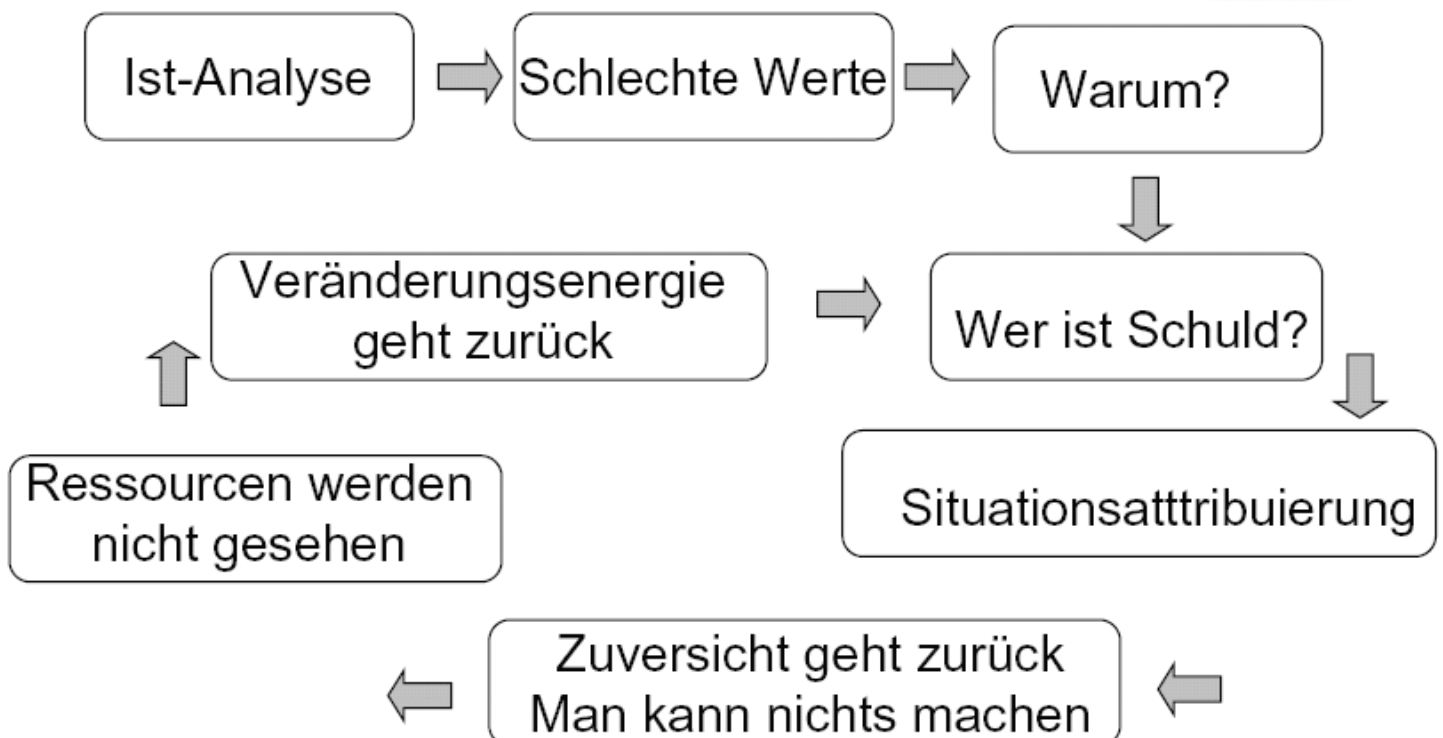 Ist-Analyse
Schlechte Werte
Warum?
Wer ist Schuld?
Situationsatttribuierung
Zuversicht geht zurück
Man kann nichts machen
Ressourcen werden
nicht gesehen
Veränderungsenergie
geht zurück